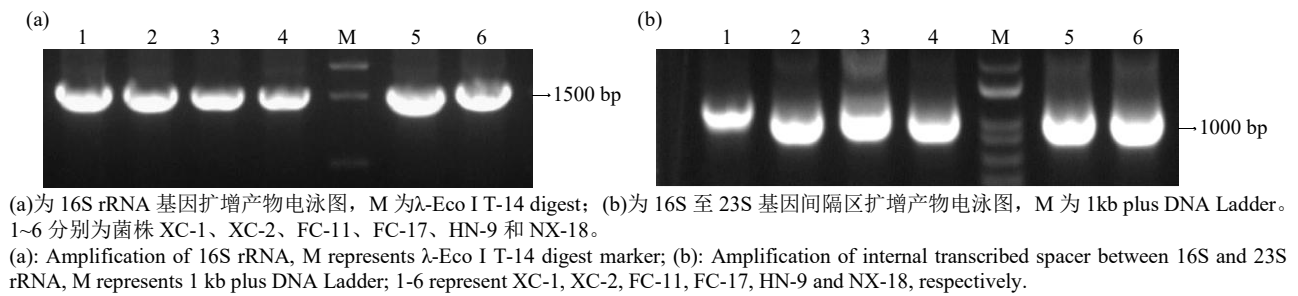 (a)
1 2 3 4 M 5 6
1500 bp
(b)
1 2 3 4 M 5 6
1000 bp
(a)为 16S rRNA 基因扩增产物电泳图，M 为λ-Eco I T-14 digest；(b)为 16S 至 23S 基因间隔区扩增产物电泳图，M 为 1kb plus DNA Ladder。
1~6 分别为菌株 XC-1、XC-2、FC-11、FC-17、HN-9 和 NX-18。
(a): Amplification of 16S rRNA, M represents λ-Eco I T-14 digest marker; (b): Amplification of internal transcribed spacer between 16S and 23S
rRNA, M represents 1 kb plus DNA Ladder; 1-6 represent XC-1, XC-2, FC-11, FC-17, HN-9 and NX-18, respectively.